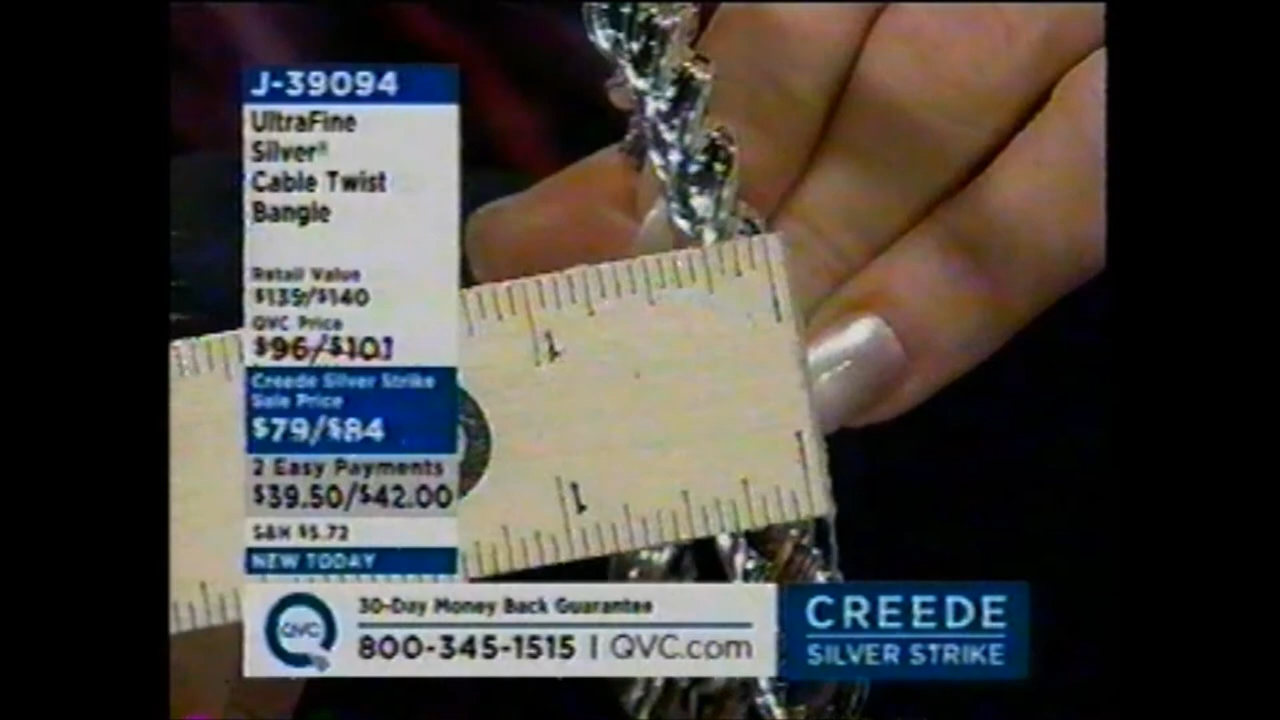 J-39094
UltraFine
Silver®
Cable Twist
Bangle
Retail Value
$139/$140
QVC Price
$96/$101
Creede Silver Strike
Sale Price
$79/$84
2 Easy Payments
$39.50/$42.00
S&H $5.72
NEW TODAY
1
1
QVC
30-Day Money Back Guarantee
800-345-1515 | QVC.com
CREEDE
SILVER STRIKE